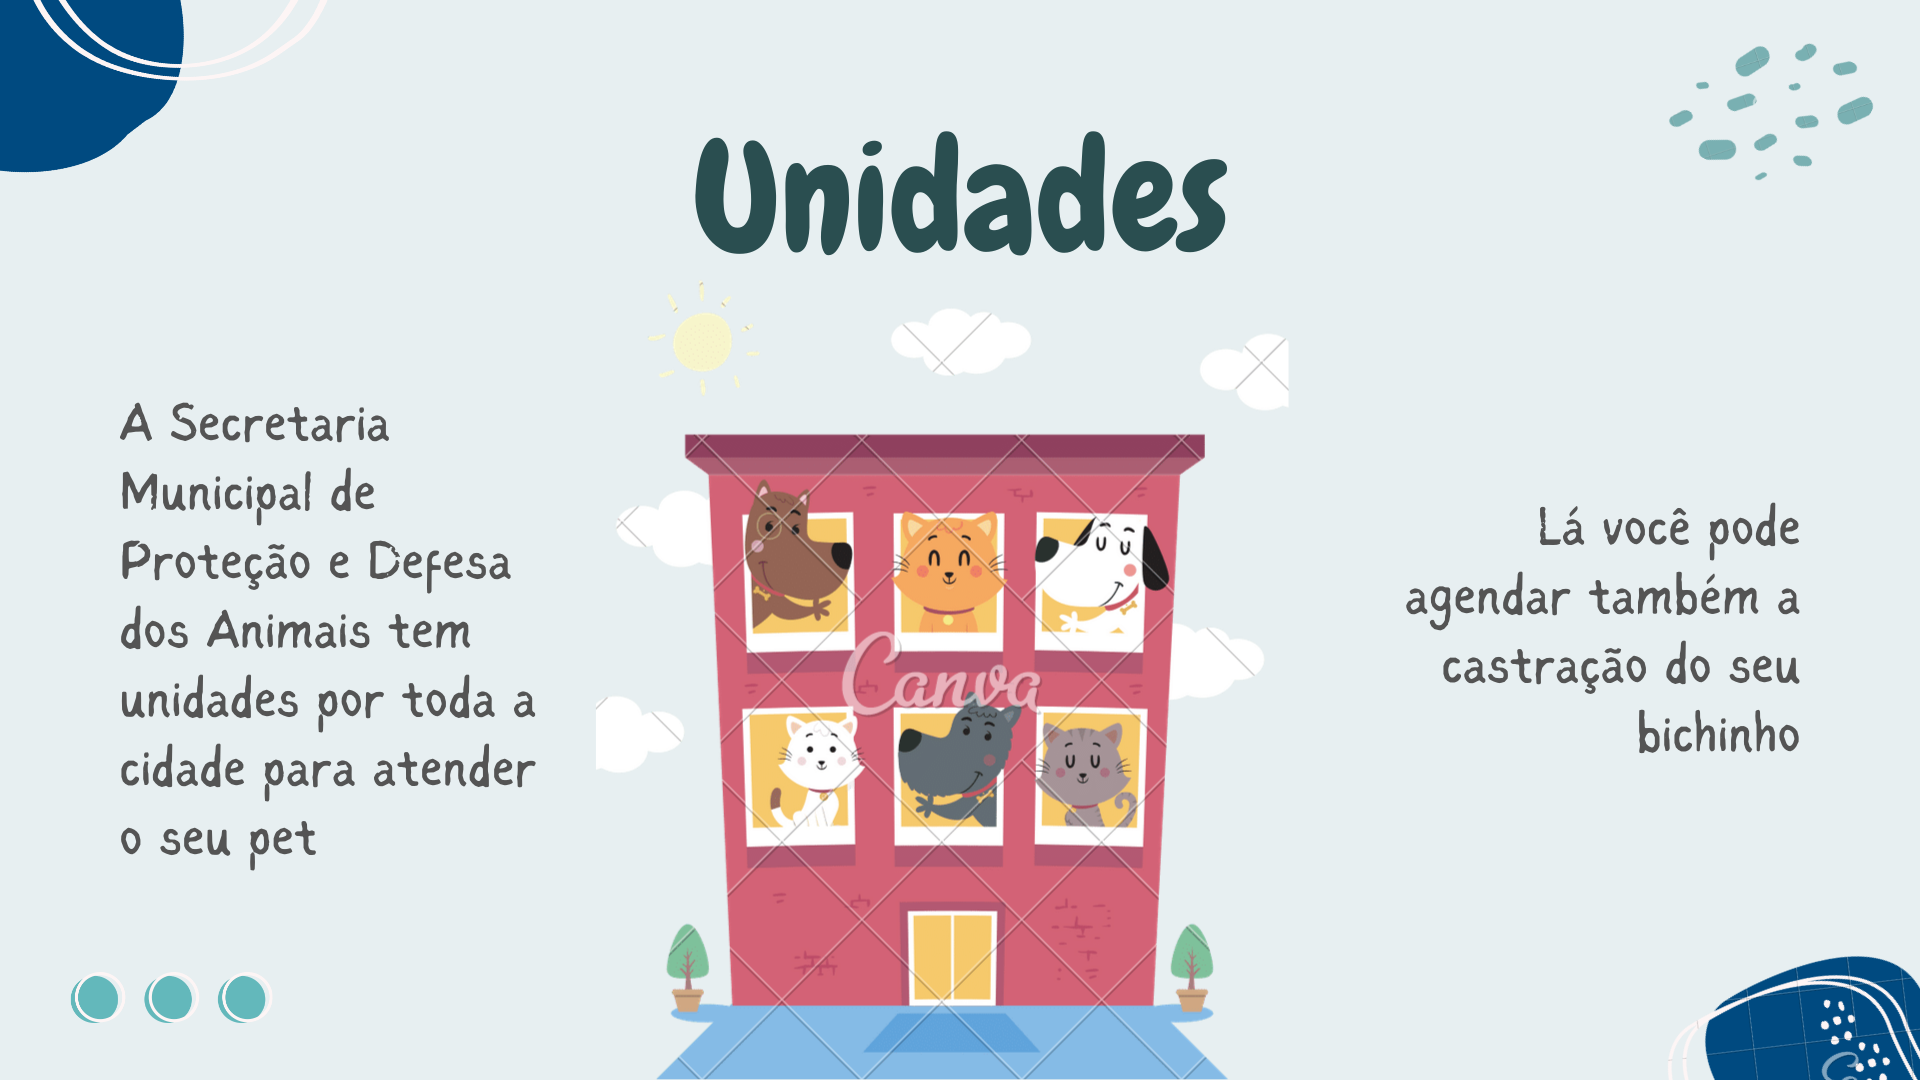 Unidades
A Secretaria
Municipal de
Proteção e Defesa
dos Animais tem
unidades por toda a
cidade para atender
o seu pet
Lá você pode
agendar também a
castração do seu
bichinho
Canva